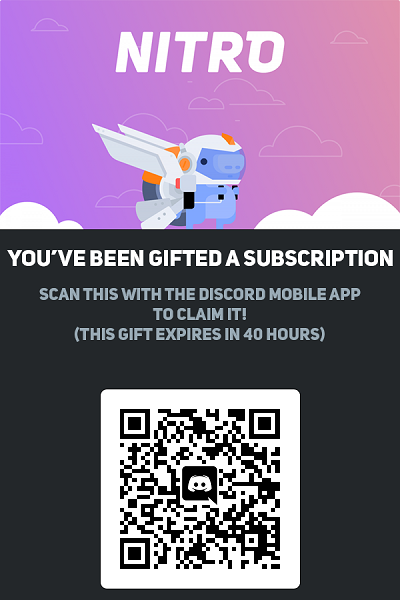 NITRO
YOU'VE BEEN GIFTED A SUBSCRIPTION
SCAN THIS WITH THE DISCORD MOBILE APP
TO CLAIM IT!
(THIS GIFT EXPIRES IN 40 HOURS)